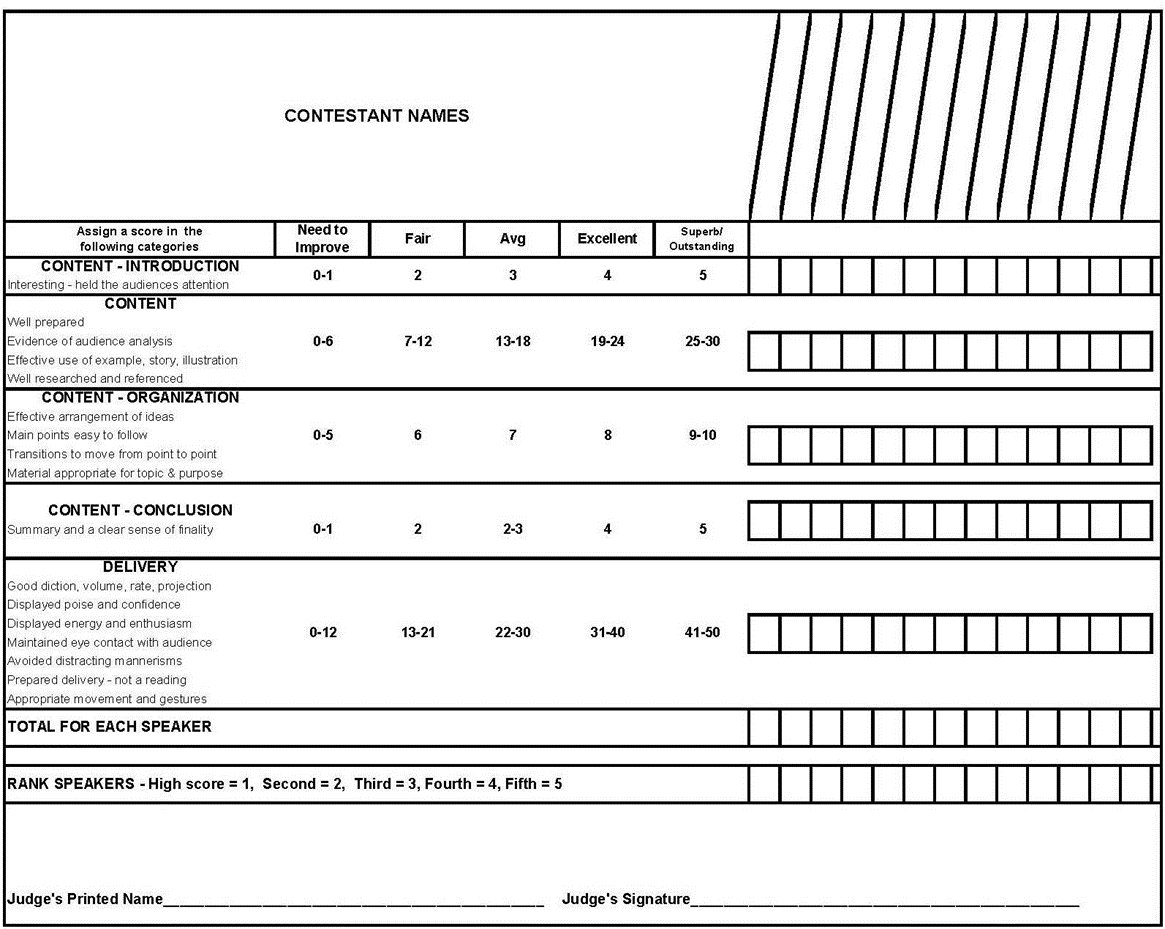 CONTESTANT NAMES
Assign a score in the
following categories
Need to
Improve
Fair
Avg
Excellent
Superb/
Outstanding
CONTENT - INTRODUCTION
Interesting - held the audiences attention
0-1 2 3 4 5
CONTENT
Well prepared
Evidence of audience analysis
0-6 7-12 13-18 19-24 25-30
Effective use of example, story, illustration
Well researched and referenced
CONTENT - ORGANIZATION
Effective arrangement of ideas
Main points easy to follow
0-5 6 7 8 9-10
Transitions to move from point to point
Material appropriate for topic & purpose
CONTENT - CONCLUSION
Summary and a clear sense of finality
0-1 2 2-3 4 5
DELIVERY
Good diction, volume, rate, projection
Displayed poise and confidence
Displayed energy and enthusiasm
0-12 13-21 22-30 31-40 41-50
Maintained eye contact with audience
Avoided distracting mannerisms
Prepared delivery - not a reading
Appropriate movement and gestures
TOTAL FOR EACH SPEAKER
RANK SPEAKERS - High score = 1, Second = 2, Third = 3, Fourth = 4, Fifth = 5
Judge's Printed Name Judge's Signature